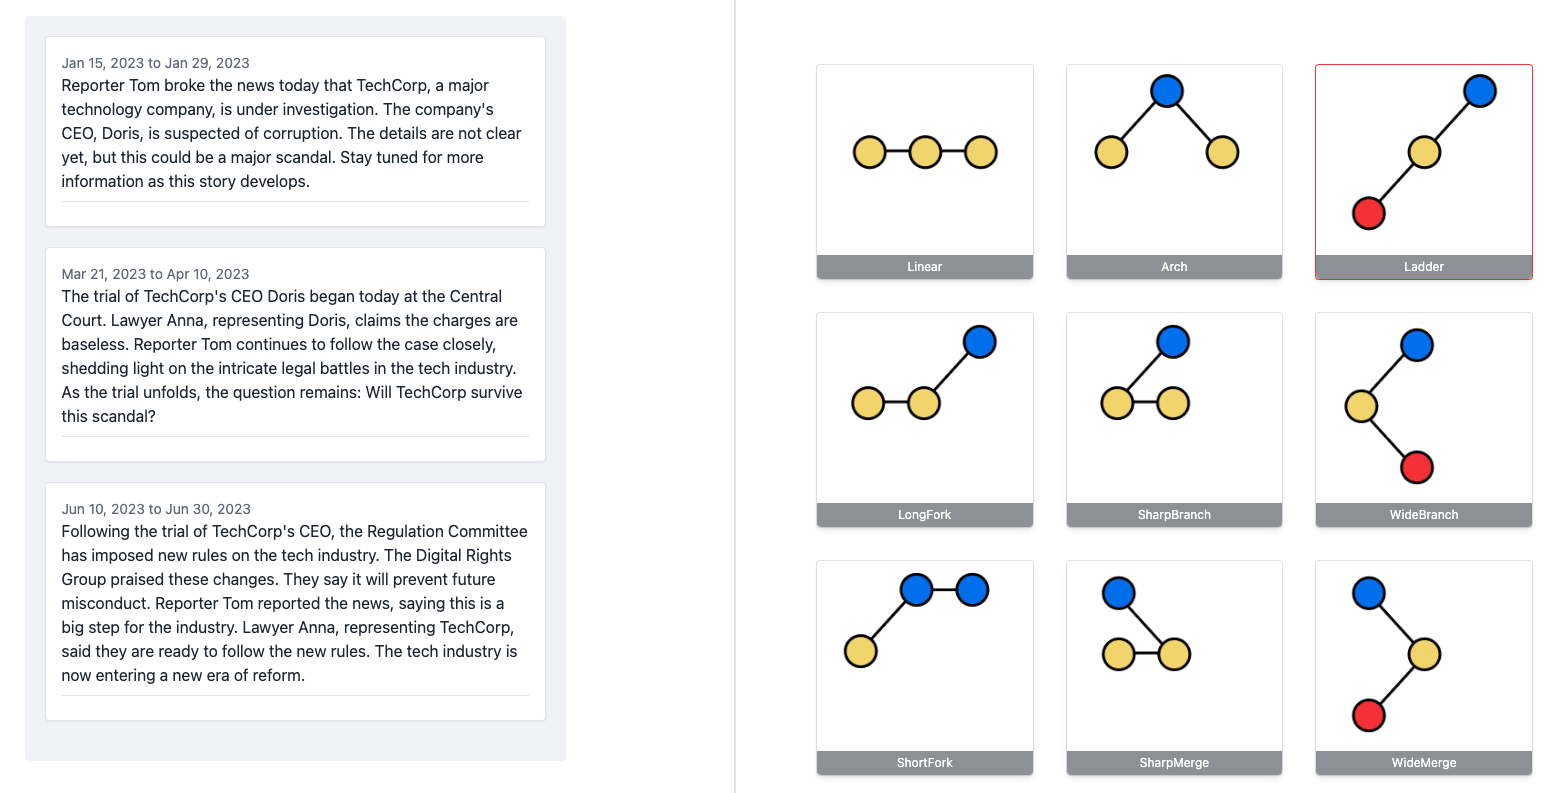 Jan 15, 2023 to Jan 29, 2023
Reporter Tom broke the news today that TechCorp, a major
technology company, is under investigation. The company's
CEO, Doris, is suspected of corruption. The details are not clear
yet, but this could be a major scandal. Stay tuned for more
information as this story develops.
Mar 21, 2023 to Apr 10, 2023
The trial of TechCorp's CEO Doris began today at the Central
Court. Lawyer Anna, representing Doris, claims the charges are
baseless. Reporter Tom continues to follow the case closely,
shedding light on the intricate legal battles in the tech industry.
As the trial unfolds, the question remains: Will TechCorp survive
this scandal?
Jun 10, 2023 to Jun 30, 2023
Following the trial of TechCorp's CEO, the Regulation Committee
has imposed new rules on the tech industry. The Digital Rights
Group praised these changes. They say it will prevent future
misconduct. Reporter Tom reported the news, saying this is a
big step for the industry. Lawyer Anna, representing TechCorp,
said they are ready to follow the new rules. The tech industry is
now entering a new era of reform.
Linear
Arch
Ladder
LongFork
SharpBranch
WideBranch
ShortFork
SharpMerge
WideMerge